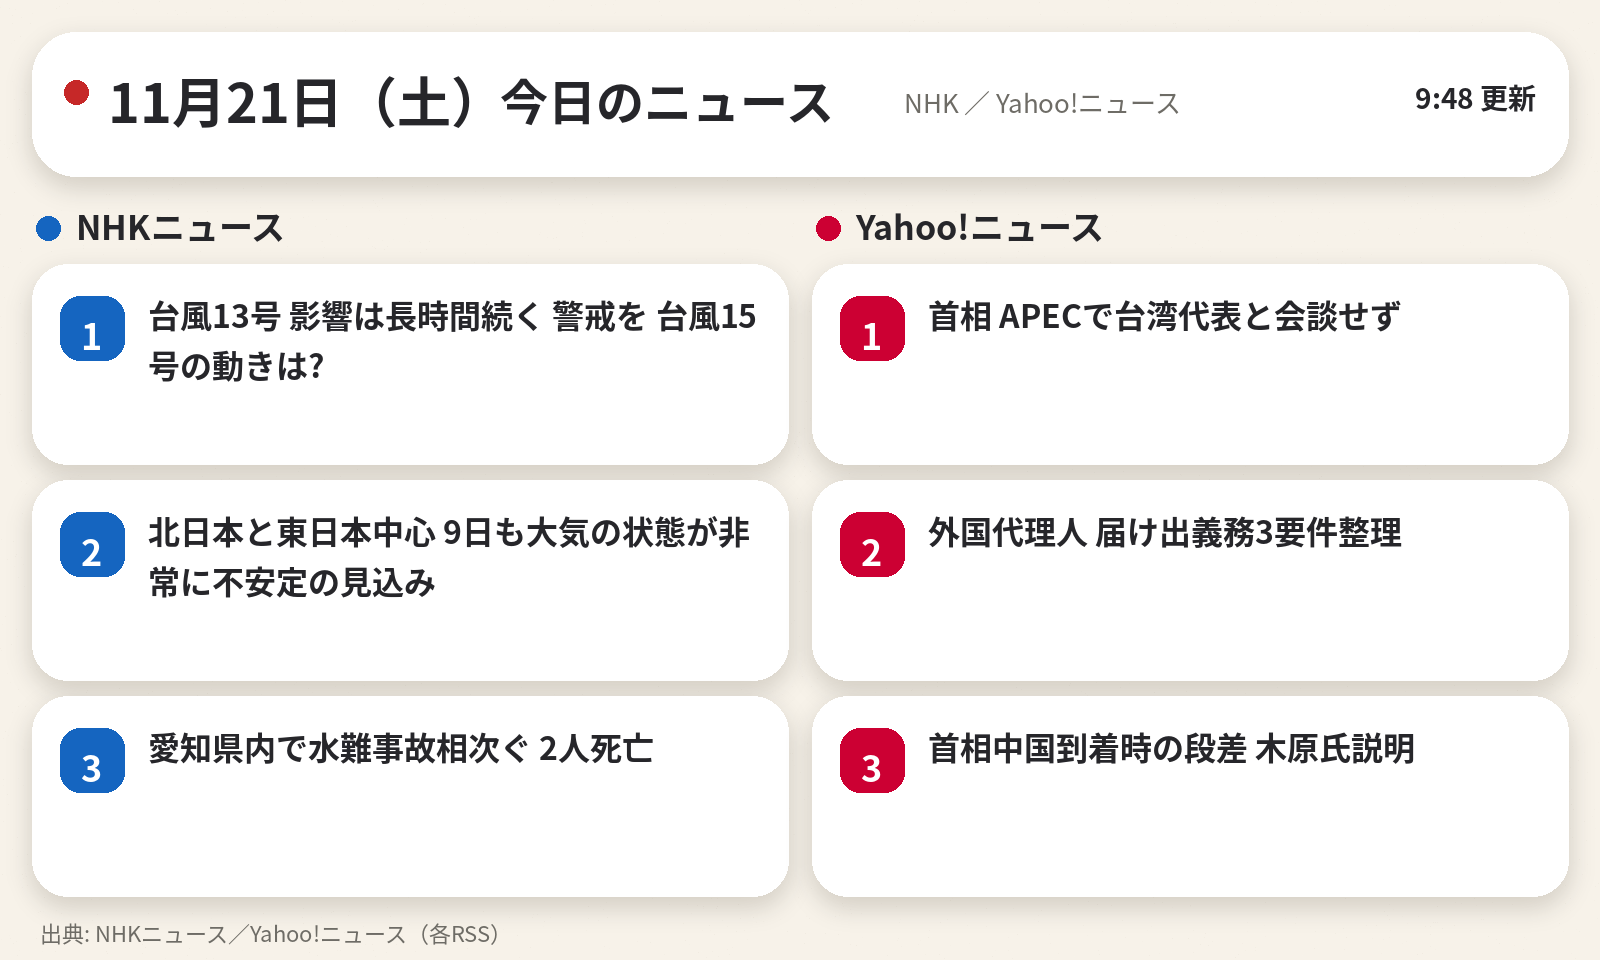 11月21日（土）今日のニュース
NHK ／ Yahoo!ニュース
9:48 更新
NHKニュース
1
台風13号 影響は長時間続く 警戒を 台風15
号の動きは?
2
北日本と東日本中心 9日も大気の状態が非
常に不安定の見込み
3
愛知県内で水難事故相次ぐ 2人死亡
Yahoo!ニュース
1
首相 APECで台湾代表と会談せず
2
外国代理人 届け出義務3要件整理
3
首相中国到着時の段差 木原氏説明
出典: NHKニュース／Yahoo!ニュース（各RSS）